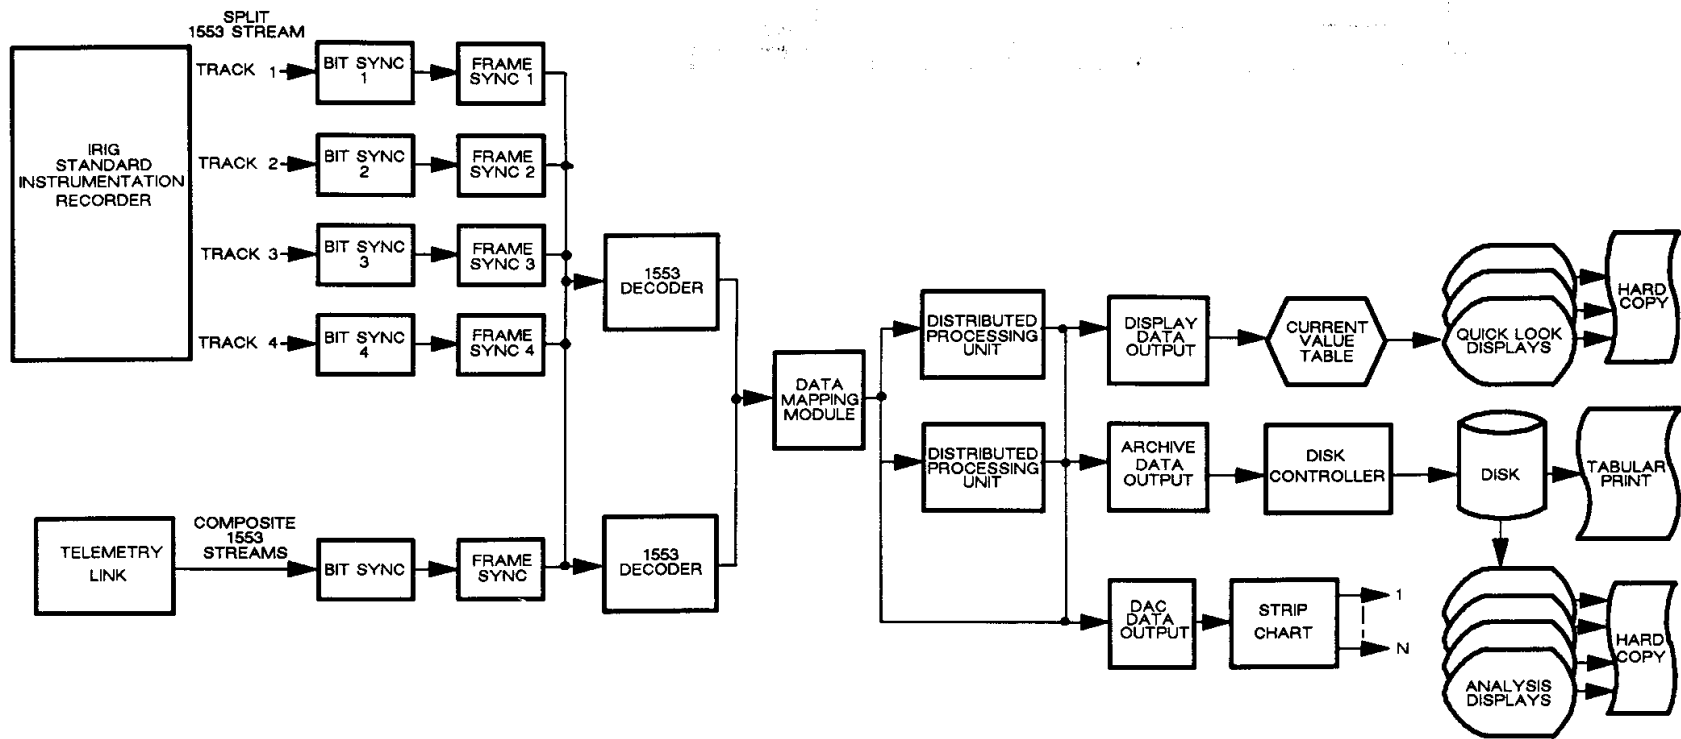 SPLIT
1553 STREAM
IRIG
STANDARD
INSTRUMENTATION
RECORDER
TRACK 1
BIT SYNC
1
FRAME
SYNC 1
TRACK 2
BIT SYNC
2
FRAME
SYNC 2
TRACK 3
BIT SYNC
3
FRAME
SYNC 3
TRACK 4
BIT SYNC
4
FRAME
SYNC 4
1553
DECODER
TELEMETRY
LINK
COMPOSITE
1553
STREAMS
BIT SYNC
FRAME
SYNC
1553
DECODER
DATA
MAPPING
MODULE
DISTRIBUTED
PROCESSING
UNIT
DISPLAY
DATA
OUTPUT
CURRENT
VALUE
TABLE
QUICK LOOK
DISPLAYS
HARD
COPY
DISTRIBUTED
PROCESSING
UNIT
ARCHIVE
DATA
OUTPUT
DISK
CONTROLLER
DISK
TABULAR
PRINT
DAC
DATA
OUTPUT
STRIP
CHART
1
N
ANALYSIS
DISPLAYS
HARD
COPY